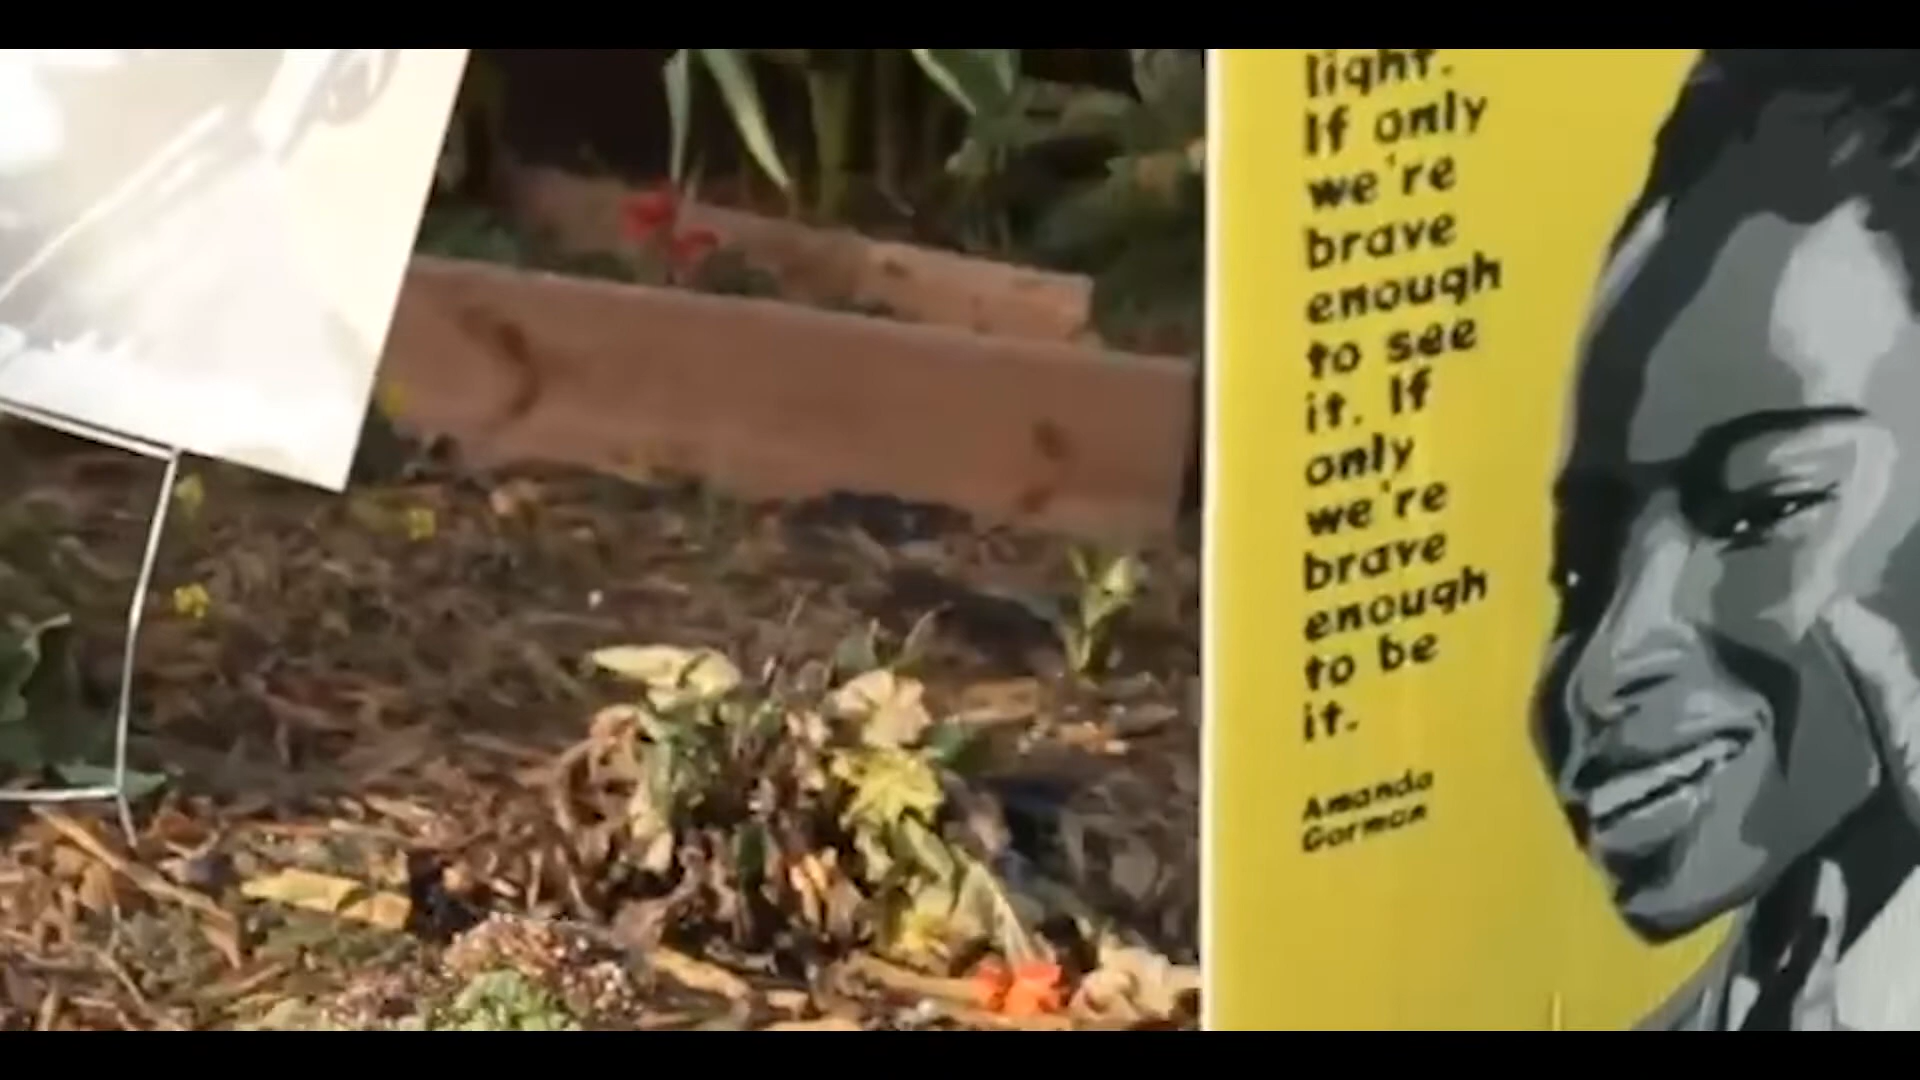 light.
If only
we're
brave
enough
to see
it. If
only
we're
brave
enough
to be
it.
Amanda
Gorman